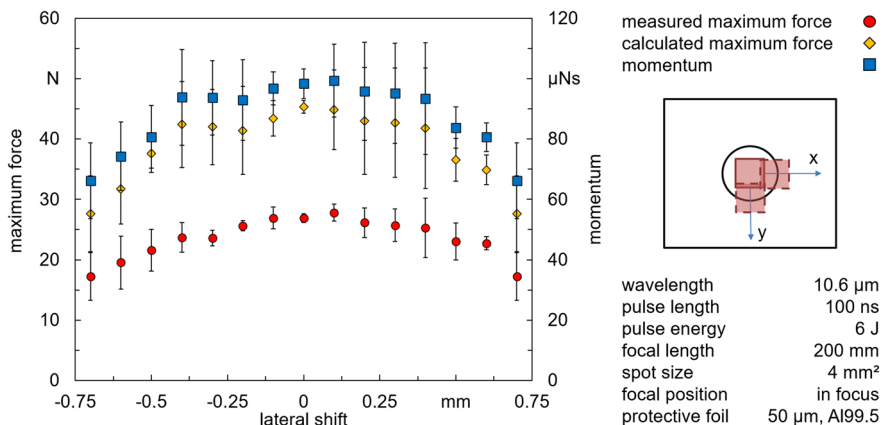 60
50
40
30
20
10
0
N
maximum force
120
100
80
60
40
20
0
µNs
momentum
-0.75
-0.5
-0.25
0
0.25
mm
0.75
lateral shift
measured maximum force
calculated maximum force
momentum
x
y
wavelength 10.6 µm
pulse length 100 ns
pulse energy 6 J
focal length 200 mm
spot size 4 mm²
focal position in focus
protective foil 50 µm, Al99.5